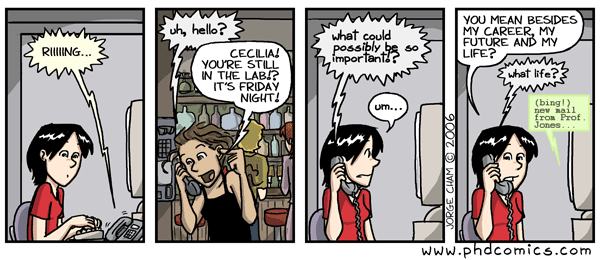 RIIIIING...
uh, hello?
CECILIA!
YOU'RE STILL
IN THE LAB!?
IT'S FRIDAY
NIGHT!
what could
possibly be so
important!?
um...
JORGE CHAM © 2006
YOU MEAN BESIDES
MY CAREER, MY
FUTURE AND MY
LIFE?
what life?
(bing!)
new mail
from Prof.
Jones...
www.phdcomics.com